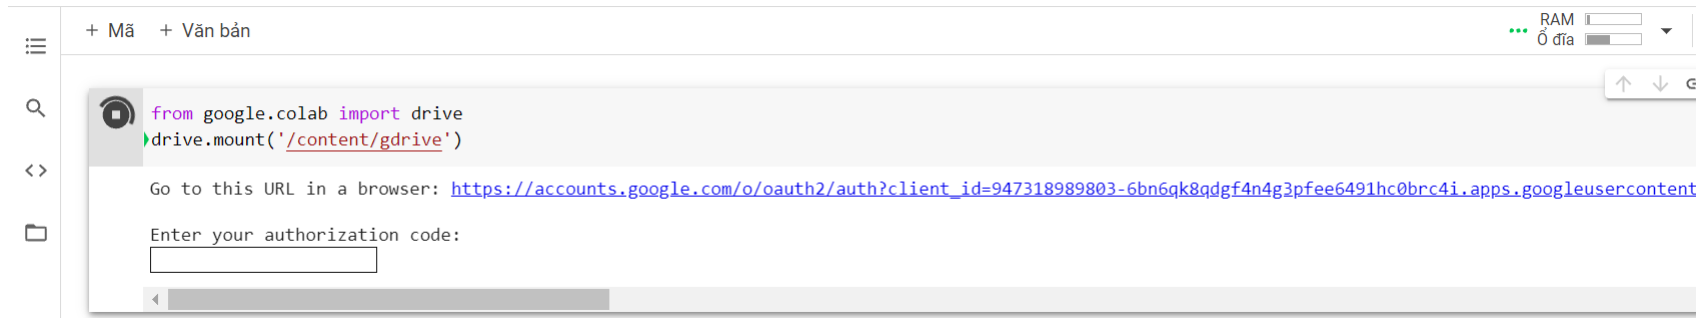 + Mã + Văn bản
RAM
Ổ đĩa
from google.colab import drive
drive.mount('/content/gdrive')
Go to this URL in a browser: https://accounts.google.com/o/oauth2/auth?client_id=947318989803-6bn6qk8qdgf4n4g3pfee6491hc0brc4i.apps.googleusercontent
Enter your authorization code: